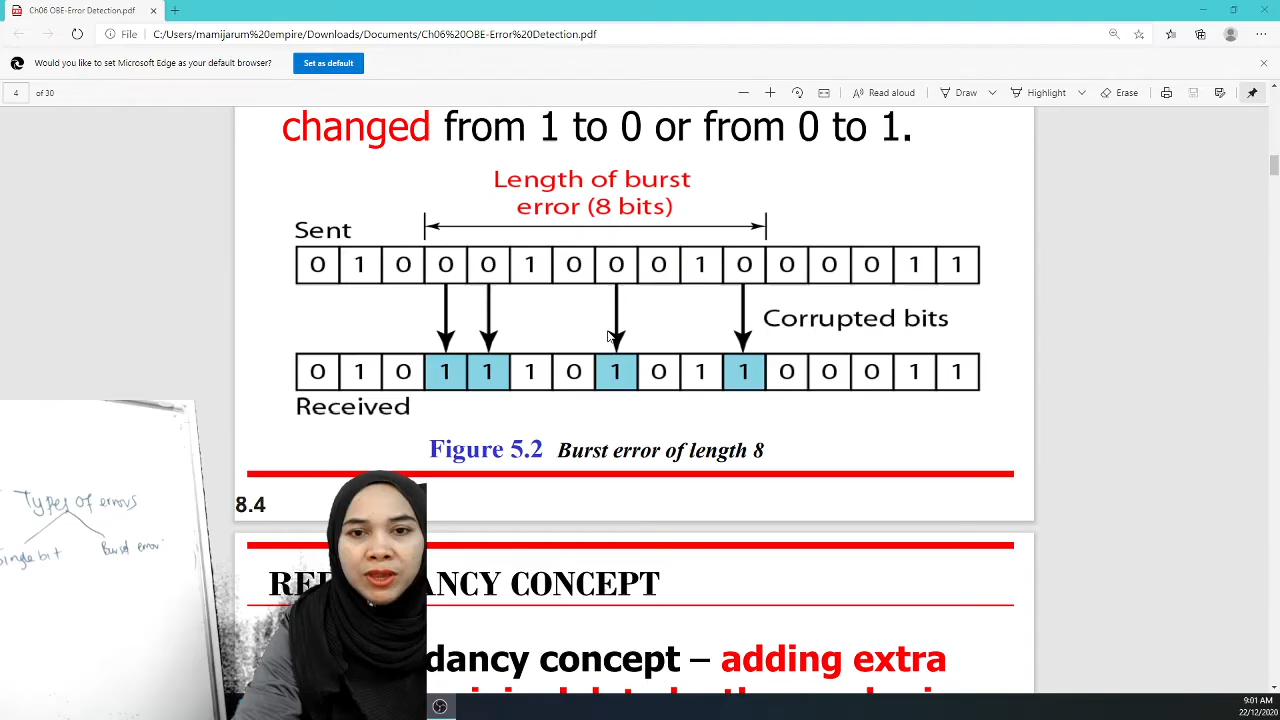 Ch06 OBE-Error Detection.pdf
File C:/Users/mamijarum%20empire/Downloads/Documents/Ch06%20OBE-Error%20Detection.pdf
Would you like to set Microsoft Edge as your default browser? Set as default
4 of 30 Read aloud Draw Highlight Erase
changed from 1 to 0 or from 0 to 1.
Length of burst
error (8 bits)
Sent
0 1 0 0 0 1 0 0 0 1 0 0 0 0 1 1
Corrupted bits
0 1 0 1 1 1 0 1 0 1 1 0 0 0 1 1
Received
Figure 5.2 Burst error of length 8
8.4
Types of errors
Single bit Burst error
CONCEPT
concept – adding extra
9:01 AM
22/12/2020